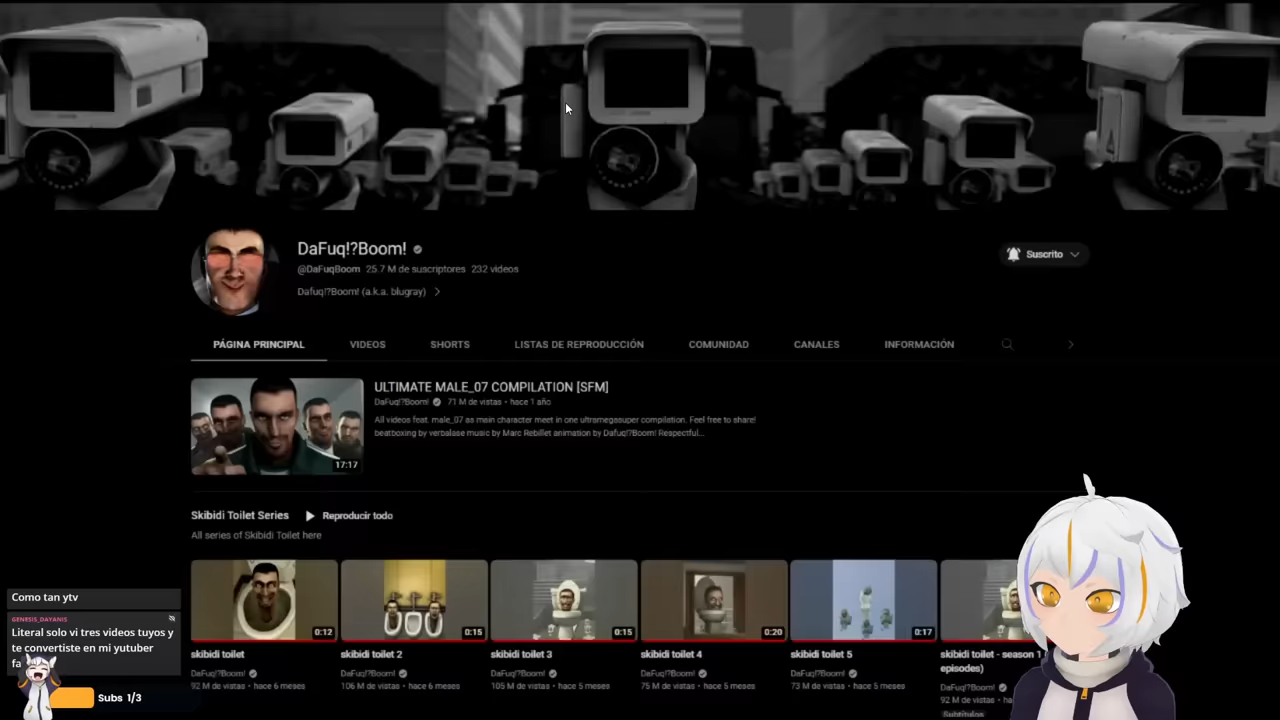 DaFuq!?Boom!
@DaFuqBoom 25.7 M de suscriptores 232 videos
Dafuq!?Boom! (a.k.a. blugray)
Suscrito
PÁGINA PRINCIPAL VIDEOS SHORTS LISTAS DE REPRODUCCIÓN COMUNIDAD CANALES INFORMACIÓN
ULTIMATE MALE_07 COMPILATION [SFM]
DaFuq!?Boom! 71 M de vistas • hace 1 año
All videos feat. male_07 as main character meet in one ultramegasuper compilation. Feel free to share!
beatboxing by verbalase music by Marc Rebillet animation by Dafuq!?Boom! Respectful...
17:17
Skibidi Toilet Series Reproducir todo
All series of Skibidi Toilet here
0:12 0:15 0:15 0:20 0:17
skibidi toilet skibidi toilet 2 skibidi toilet 3 skibidi toilet 4 skibidi toilet 5 skibidi toilet - season 1
episodes)
DaFuq!?Boom! DaFuq!?Boom! DaFuq!?Boom! DaFuq!?Boom! DaFuq!?Boom! DaFuq!?Boom!
92 M de vistas • hace 6 meses 106 M de vistas • hace 6 meses 105 M de vistas • hace 5 meses 75 M de vistas • hace 5 meses 73 M de vistas • hace 5 meses 92 M de vistas •
Subtítulos
Como tan ytv
GENESIS_DAYANIS
Literal solo vi tres videos tuyos y
te convertiste en mi yutuber
fa
Subs 1/3